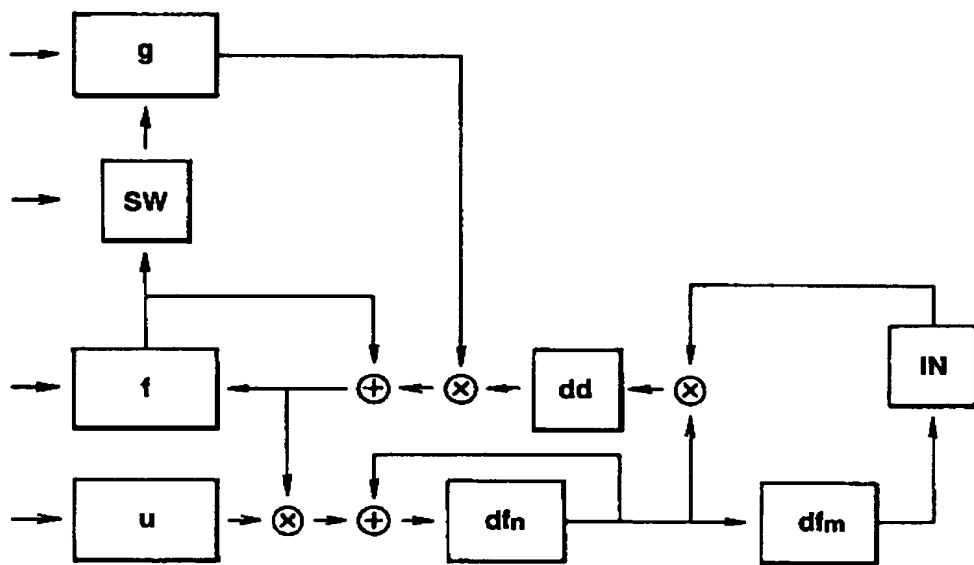 g
SW
f
+
×
dd
×
IN
u
×
+
dfn
dfm